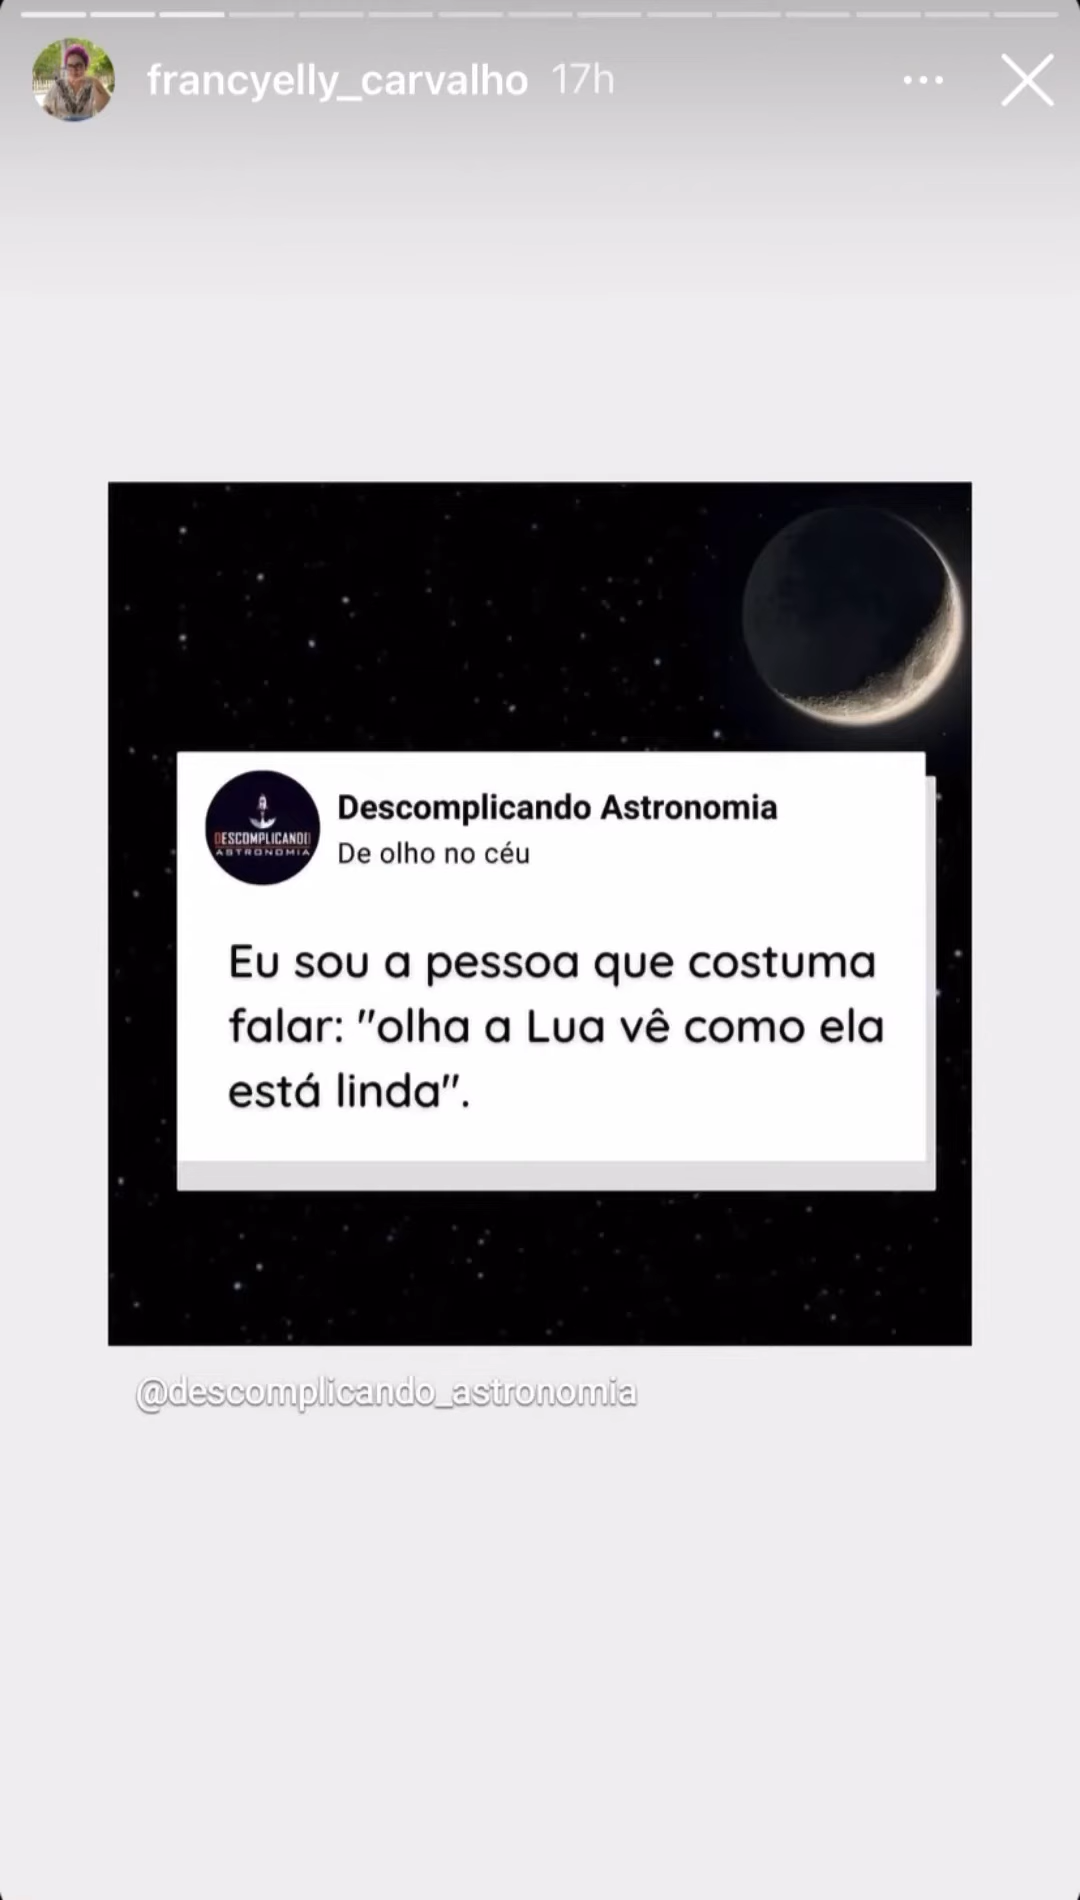 francyelly_carvalho 17h
DESCOMPLICANDO
ASTRONOMIA
Descomplicando Astronomia
De olho no céu
Eu sou a pessoa que costuma
falar: "olha a Lua vê como ela
está linda".
@descomplicando_astronomia